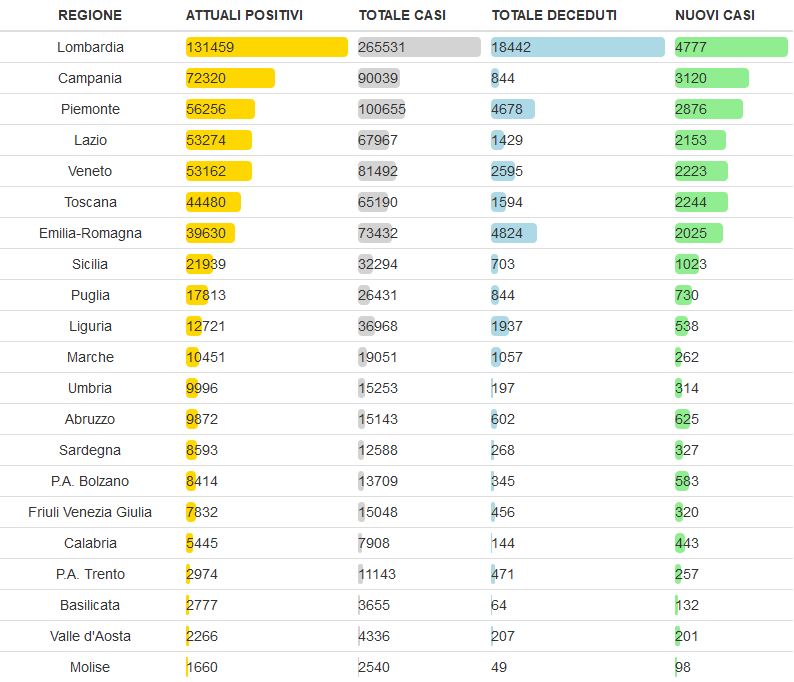 REGIONE ATTUALI POSITIVI TOTALE CASI TOTALE DECEDUTI NUOVI CASI
Lombardia 131459 265531 18442 4777
Campania 72320 90039 844 3120
Piemonte 56256 100655 4678 2876
Lazio 53274 67967 1429 2153
Veneto 53162 81492 2595 2223
Toscana 44480 65190 1594 2244
Emilia-Romagna 39630 73432 4824 2025
Sicilia 21939 32294 703 1023
Puglia 17813 26431 844 730
Liguria 12721 36968 1937 538
Marche 10451 19051 1057 262
Umbria 9996 15253 197 314
Abruzzo 9872 15143 602 625
Sardegna 8593 12588 268 327
P.A. Bolzano 8414 13709 345 583
Friuli Venezia Giulia 7832 15048 456 320
Calabria 5445 7908 144 443
P.A. Trento 2974 11143 471 257
Basilicata 2777 3655 64 132
Valle d'Aosta 2266 4336 207 201
Molise 1660 2540 49 98